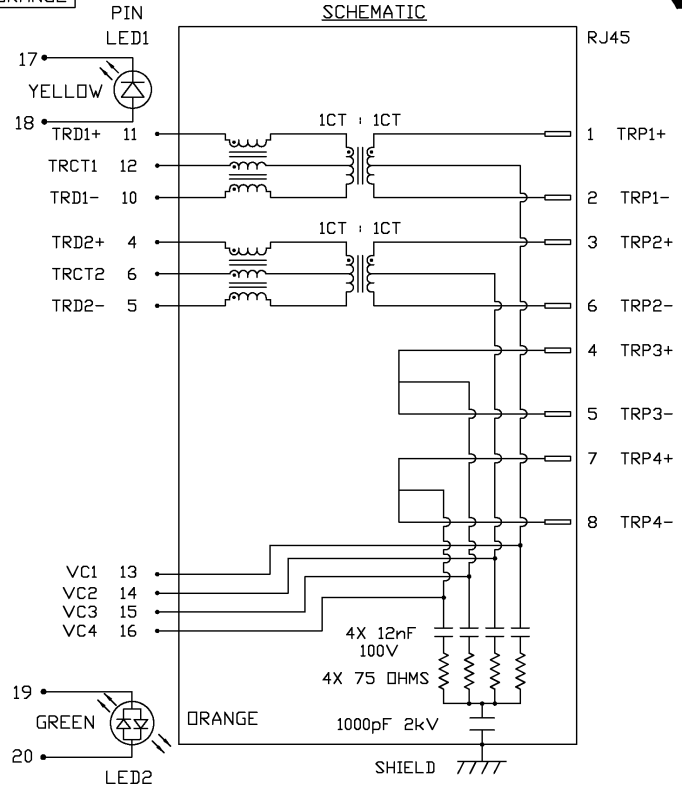 PIN
SCHEMATIC
LED1
RJ45
17
YELLOW
18
1CT : 1CT
TRD1+ 11
1 TRP1+
TRCT1 12
TRD1- 10
2 TRP1-
1CT : 1CT
TRD2+ 4
3 TRP2+
TRCT2 6
TRD2- 5
6 TRP2-
4 TRP3+
5 TRP3-
7 TRP4+
8 TRP4-
VC1 13
VC2 14
VC3 15
VC4 16
4X 12nF
100V
4X 75 OHMS
19
GREEN
ORANGE
1000pF 2kV
20
LED2
SHIELD